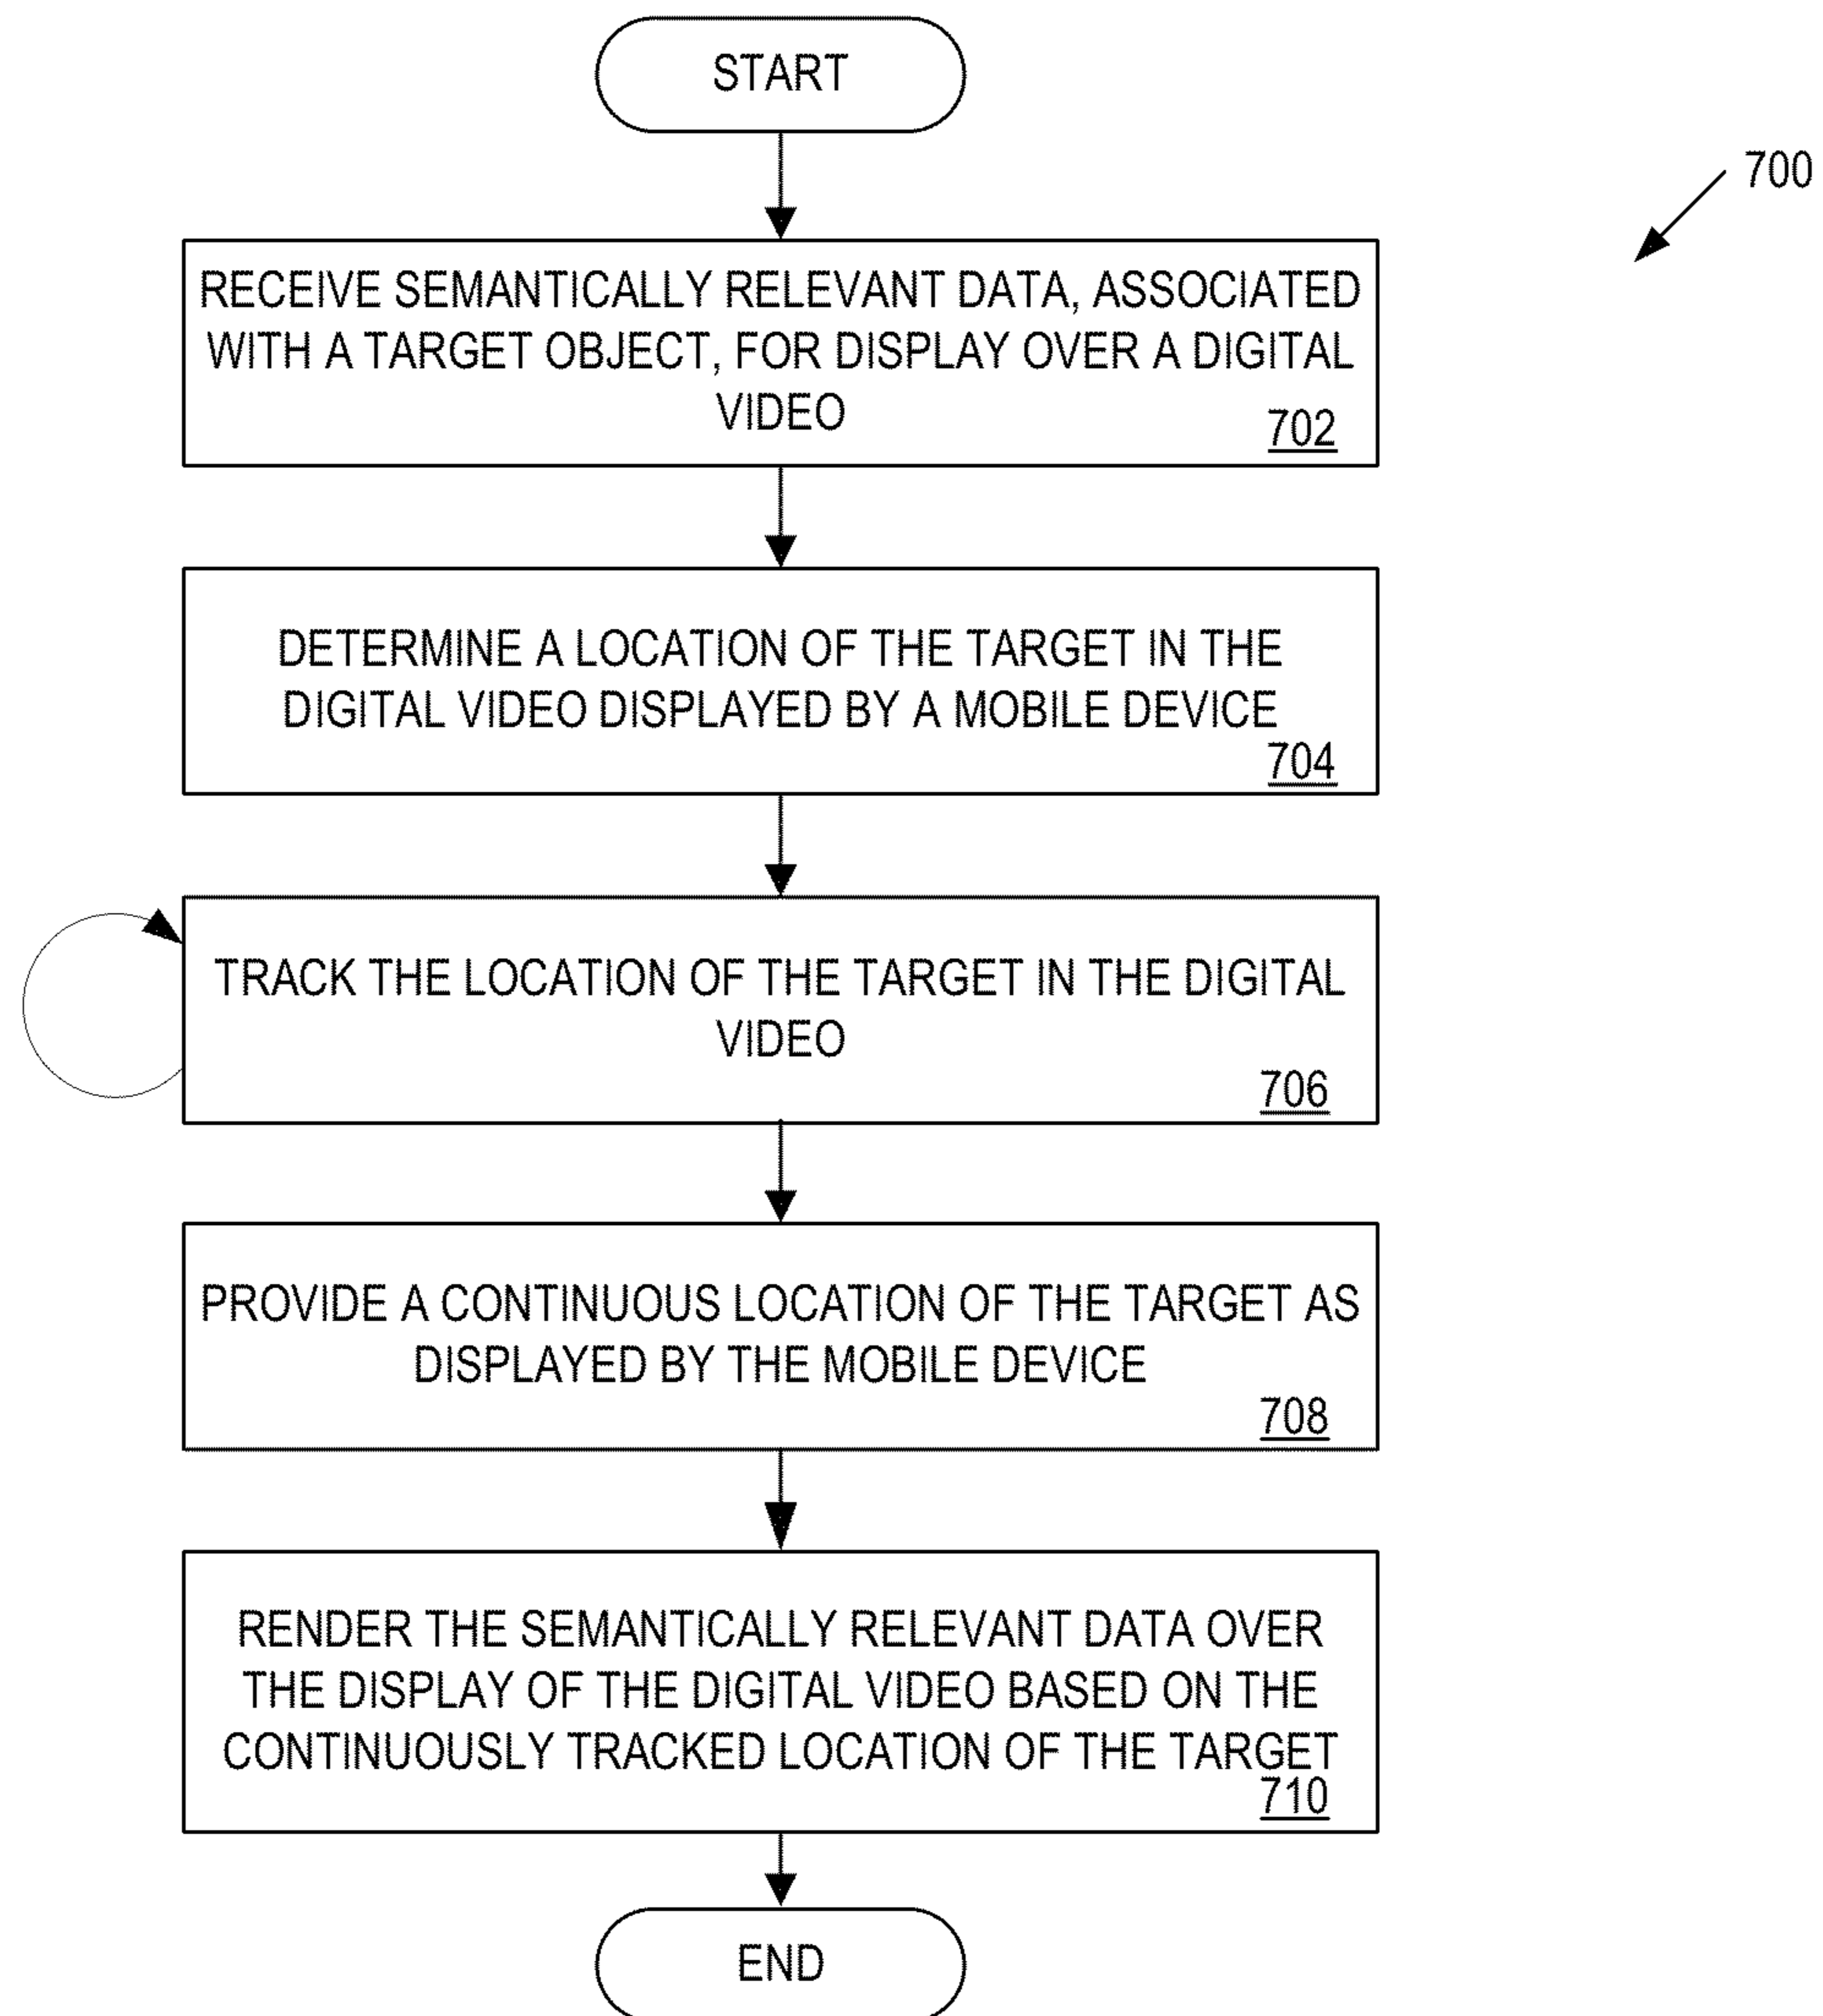 START
700
RECEIVE SEMANTICALLY RELEVANT DATA, ASSOCIATED
WITH A TARGET OBJECT, FOR DISPLAY OVER A DIGITAL
VIDEO
702
DETERMINE A LOCATION OF THE TARGET IN THE
DIGITAL VIDEO DISPLAYED BY A MOBILE DEVICE
704
TRACK THE LOCATION OF THE TARGET IN THE DIGITAL
VIDEO
706
PROVIDE A CONTINUOUS LOCATION OF THE TARGET AS
DISPLAYED BY THE MOBILE DEVICE
708
RENDER THE SEMANTICALLY RELEVANT DATA OVER
THE DISPLAY OF THE DIGITAL VIDEO BASED ON THE
CONTINUOUSLY TRACKED LOCATION OF THE TARGET
710
END